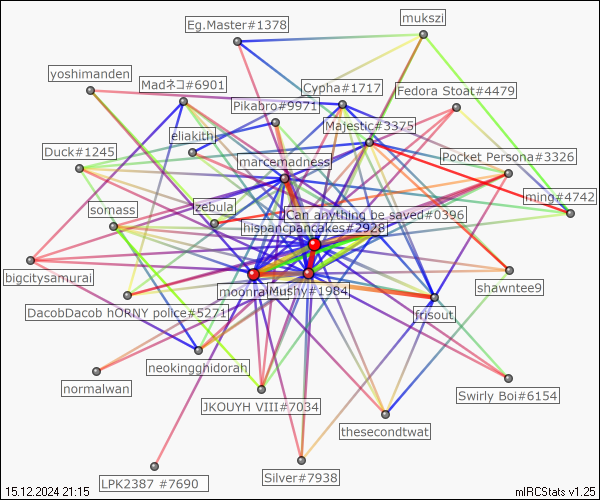 Eg.Master#1378
mukszi
yoshimanden
Madネコ#6901
Cypha#1717
Fedora Stoat#4479
Pikabro#9971
Majestic#3375
eliakith
Duck#1245
marcemadness
Pocket Persona#3326
ming#4742
zebula
somass
Can anything be saved#0396
hispancpancakes#2928
bigcitysamurai
Mushy#1984
shawntee9
DacobDacob hORNY police#5271
frisout
neokingghidorah
normalwan
JKOUYH VIII#7034
Swirly Boi#6154
thesecondtwat
LPK2387 #7690
Silver#7938
15.12.2024 21:15
mIRCStats v1.25